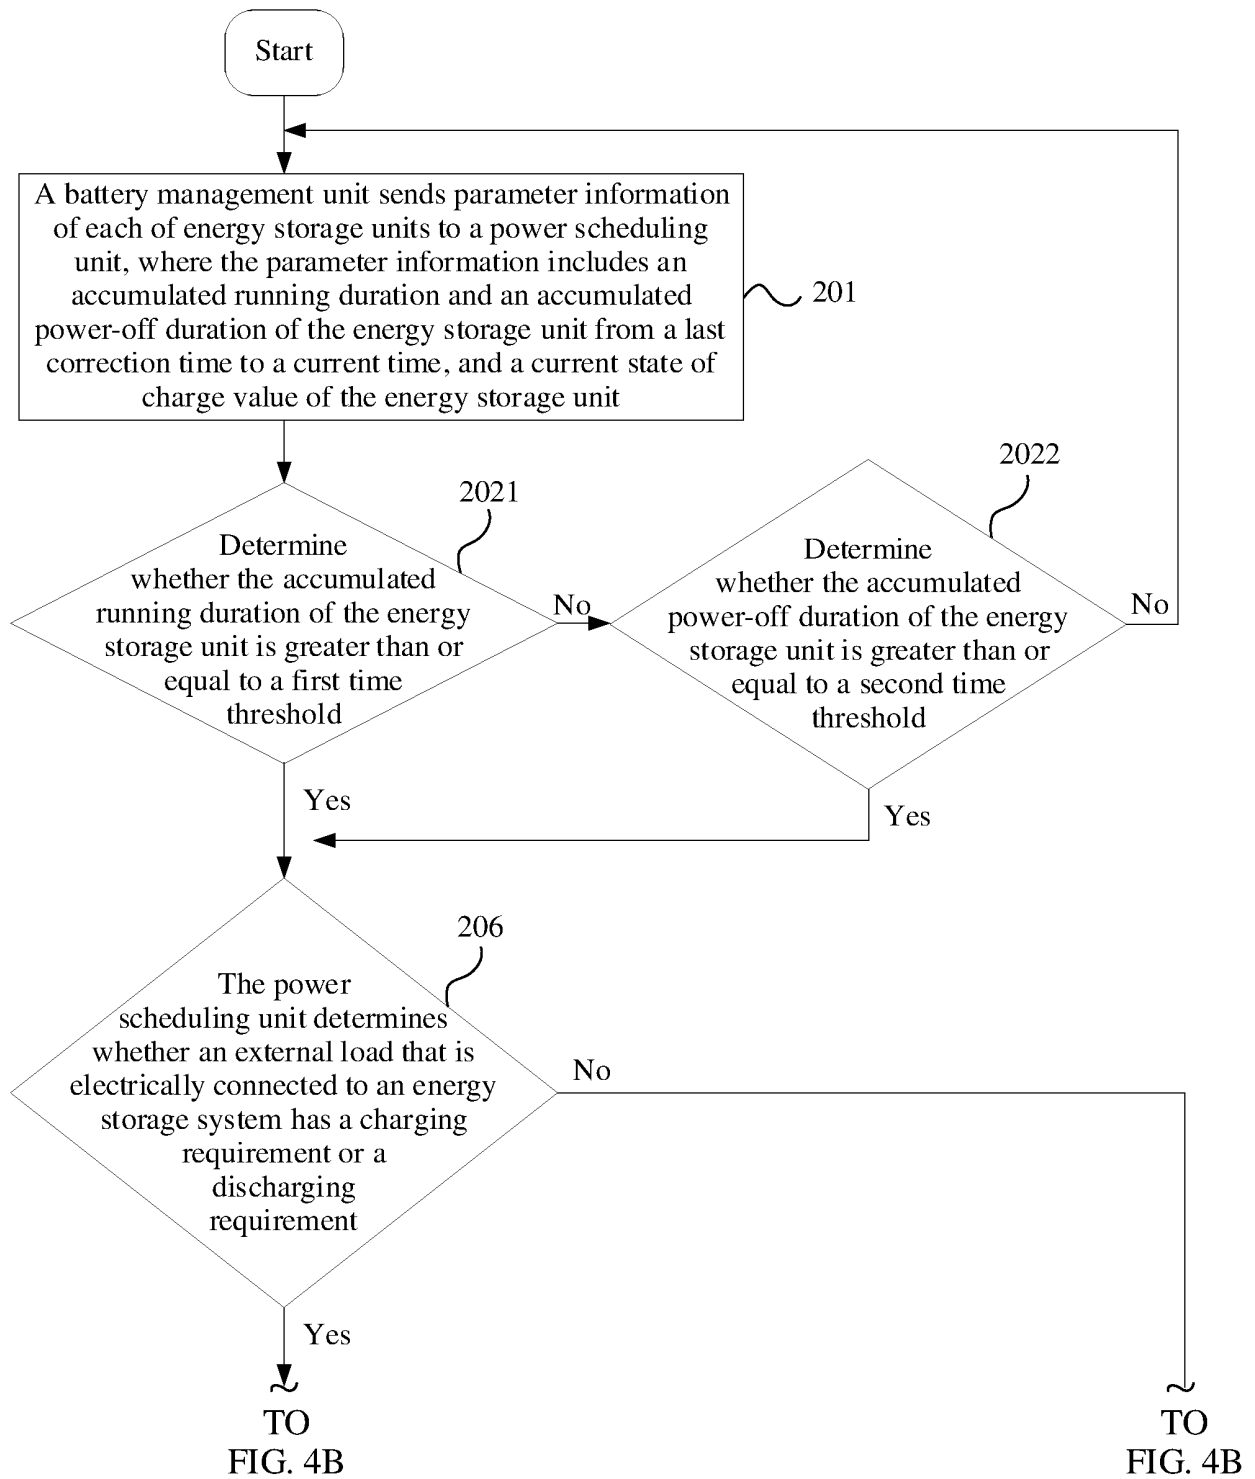 Start
A battery management unit sends parameter information
of each of energy storage units to a power scheduling
unit, where the parameter information includes an
accumulated running duration and an accumulated
power-off duration of the energy storage unit from a last
correction time to a current time, and a current state of
charge value of the energy storage unit
201
2021
Determine
whether the accumulated
running duration of the energy
storage unit is greater than or
equal to a first time
threshold
No
2022
Determine
whether the accumulated
power-off duration of the energy
storage unit is greater than or
equal to a second time
threshold
No
Yes
Yes
206
The power
scheduling unit determines
whether an external load that is
electrically connected to an energy
storage system has a charging
requirement or a
discharging
requirement
No
Yes
TO
FIG. 4B
TO
FIG. 4B